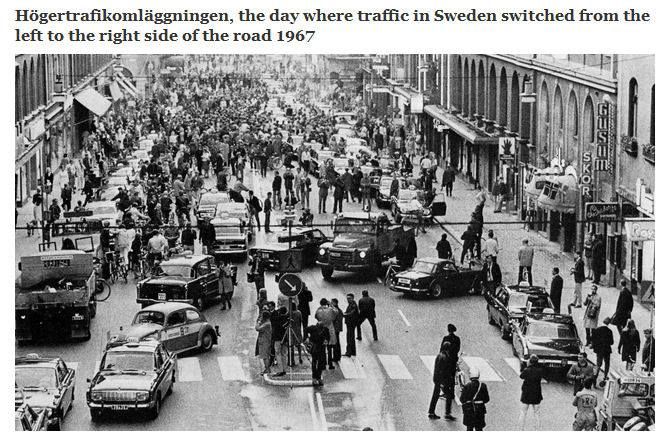 Högertrafikomläggningen, the day where traffic in Sweden switched from the
left to the right side of the road 1967